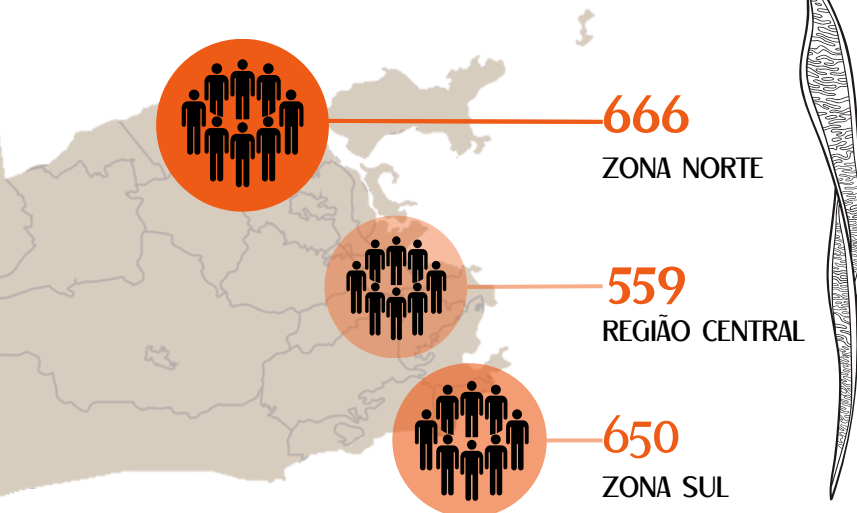 666
ZONA NORTE
559
REGIÃO CENTRAL
650
ZONA SUL